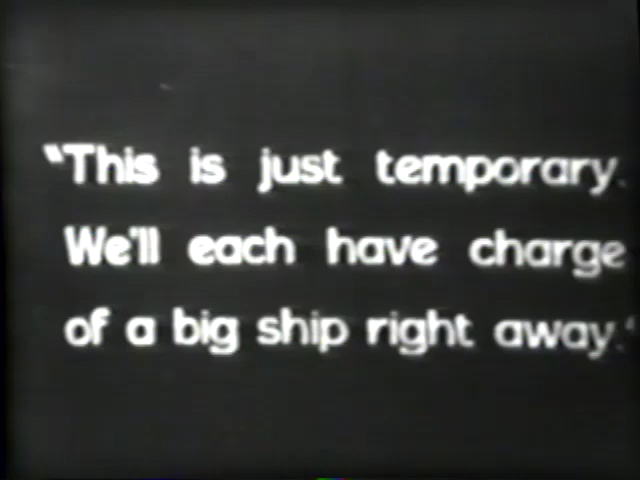 "This is just temporary.
We'll each have charge
of a big ship right away."